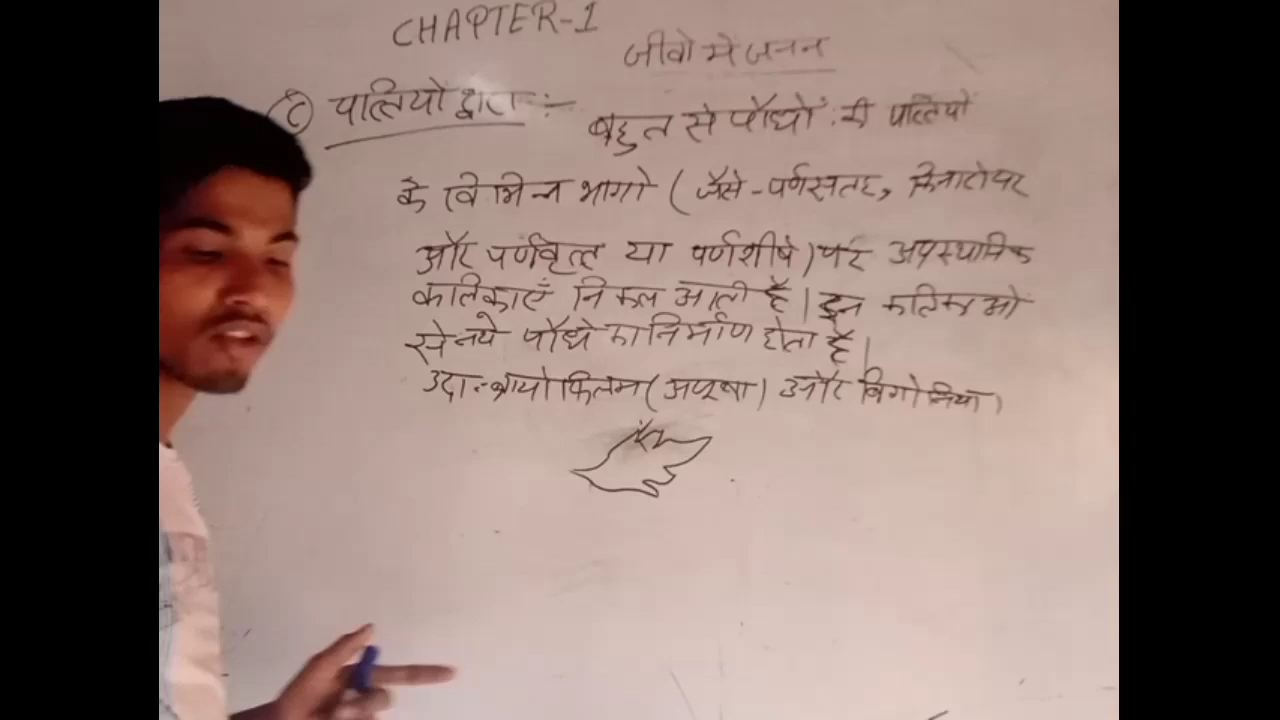 CHAPTER-1
जीवो मे जनन
(C) पत्तियो द्वारा :-
बहुत से पौधों की पत्तियों
के विभिन्न भागो ( जैसे - पर्णसतह, किनारो पर
और पर्णवृन्त या पर्णशीर्ष) पर अपस्थानिक
कलिकाएँ निकल आती है। इन कलिकाओ
से नये पौधे का निर्माण होता है।
उदा - ब्रायोफिलम (अजूबा) और बिगोनिया।